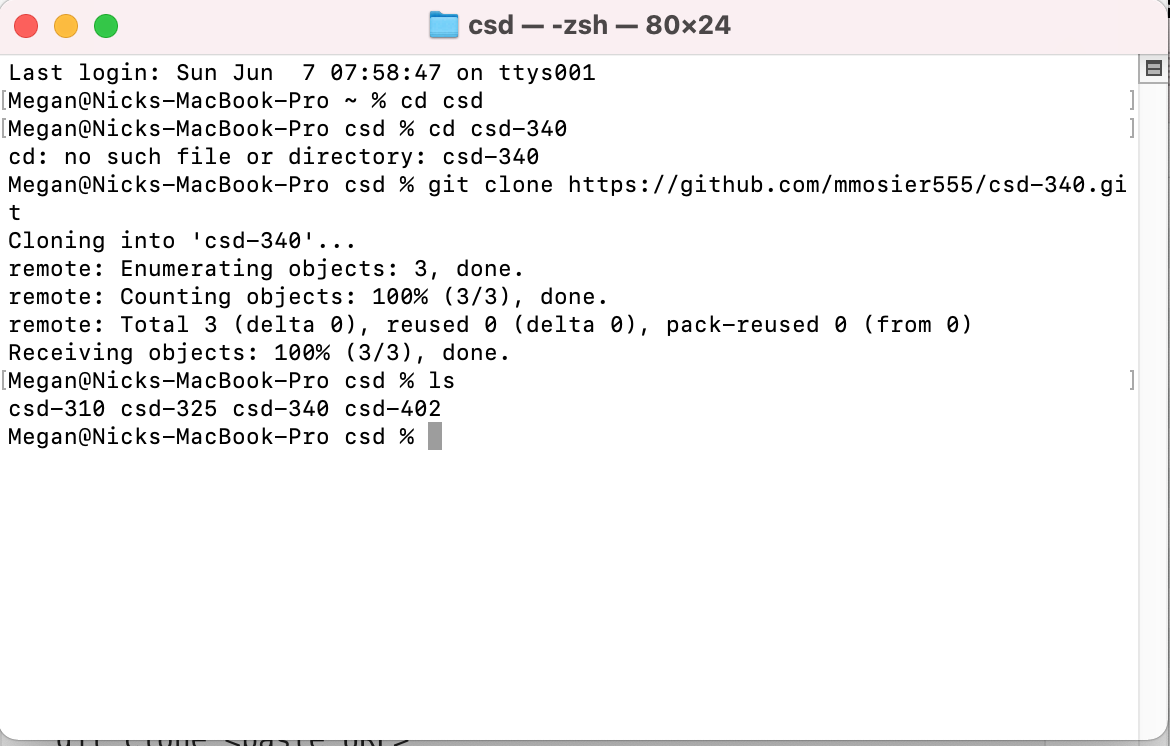 csd — -zsh — 80×24
Last login: Sun Jun  7 07:58:47 on ttys001
[Megan@Nicks-MacBook-Pro ~ % cd csd ]
[Megan@Nicks-MacBook-Pro csd % cd csd-340 ]
cd: no such file or directory: csd-340
Megan@Nicks-MacBook-Pro csd % git clone https://github.com/mmosier555/csd-340.gi
t
Cloning into 'csd-340'...
remote: Enumerating objects: 3, done.
remote: Counting objects: 100% (3/3), done.
remote: Total 3 (delta 0), reused 0 (delta 0), pack-reused 0 (from 0)
Receiving objects: 100% (3/3), done.
[Megan@Nicks-MacBook-Pro csd % ls ]
csd-310 csd-325 csd-340 csd-402
Megan@Nicks-MacBook-Pro csd %
git clone <paste URL>